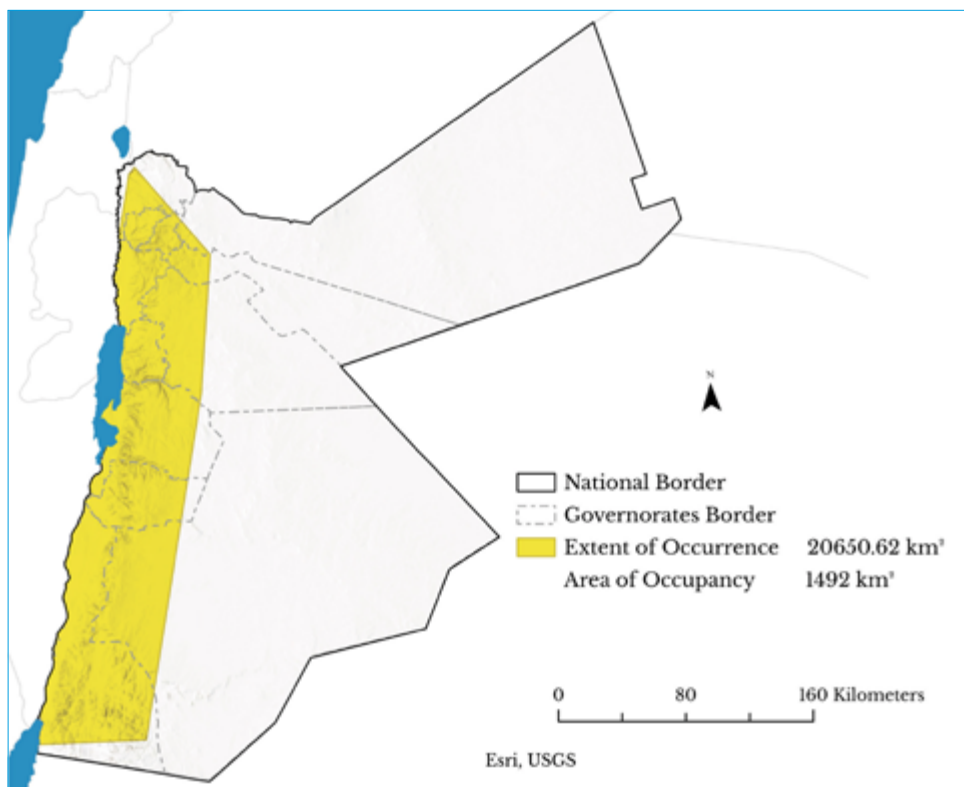 N
National Border
Governorates Border
Extent of Occurrence 20650.62 km²
Area of Occupancy 1492 km²
0 80 160 Kilometers
Esri, USGS